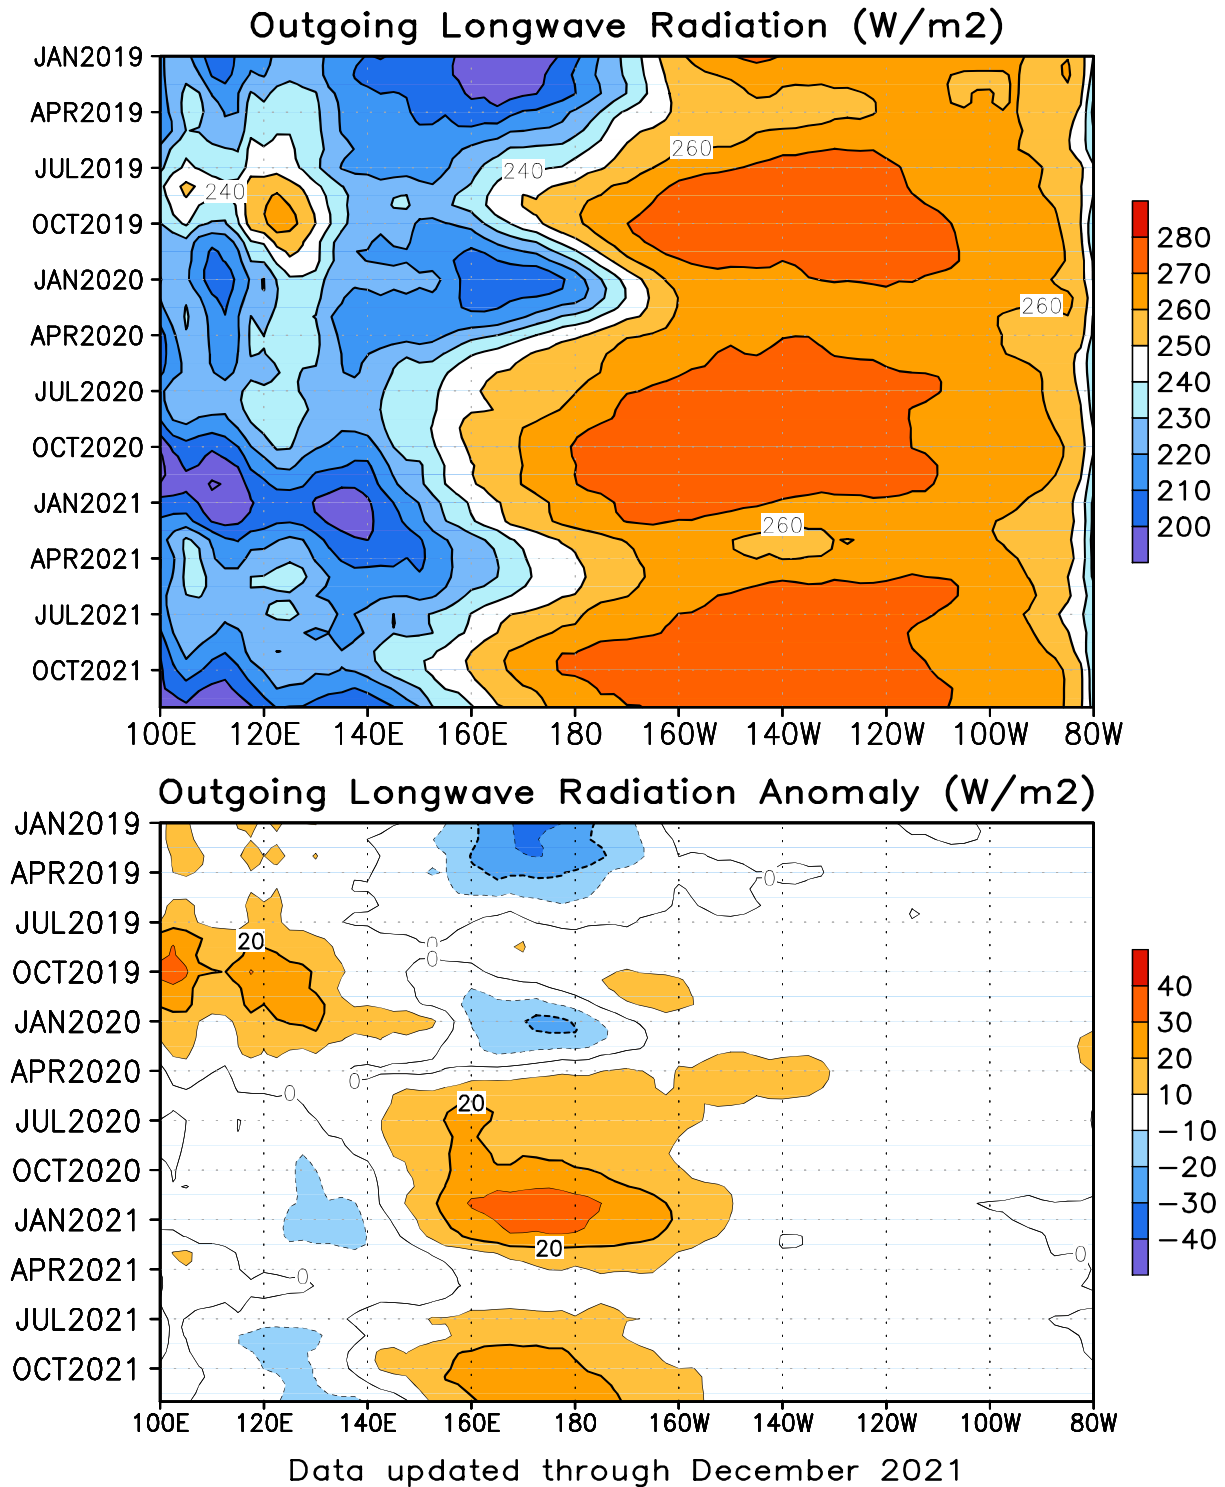 Outgoing Longwave Radiation (W/m2)
JAN2019
APR2019
JUL2019
OCT2019
JAN2020
APR2020
JUL2020
OCT2020
JAN2021
APR2021
JUL2021
OCT2021
260
240
240
260
260
100E 120E 140E 160E 180 160W 140W 120W 100W 80W
280
270
260
250
240
230
220
210
200
Outgoing Longwave Radiation Anomaly (W/m2)
JAN2019
APR2019
JUL2019
OCT2019
JAN2020
APR2020
JUL2020
OCT2020
JAN2021
APR2021
JUL2021
OCT2021
0
20
0
0
0
0
20
20
0
0
100E 120E 140E 160E 180 160W 140W 120W 100W 80W
40
30
20
10
-10
-20
-30
-40
Data updated through December 2021